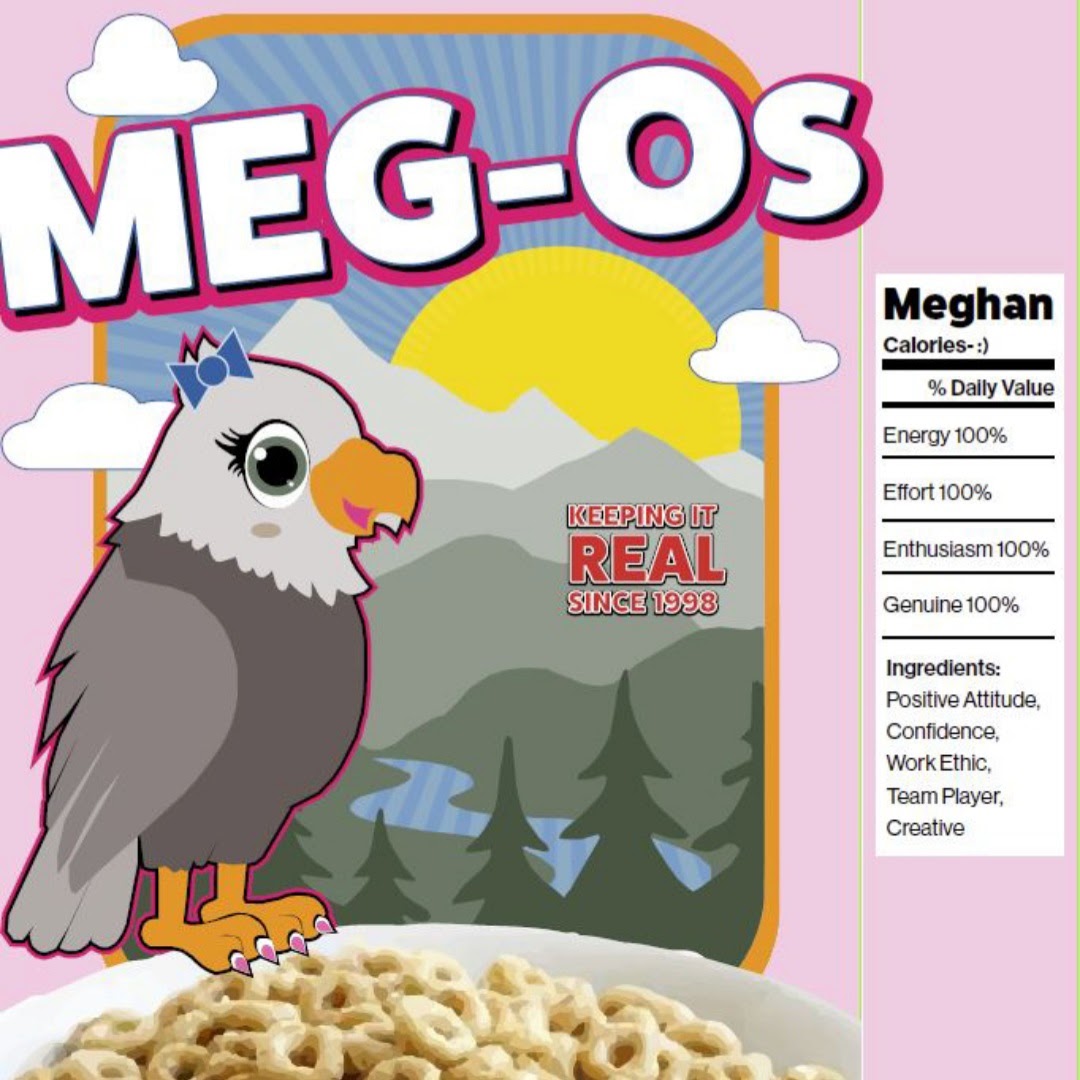 MEG-OS
KEEPING IT
REAL
SINCE 1998
Meghan
Calories- :)
% Daily Value
Energy 100%
Effort 100%
Enthusiasm 100%
Genuine 100%
Ingredients:
Positive Attitude,
Confidence,
Work Ethic,
Team Player,
Creative